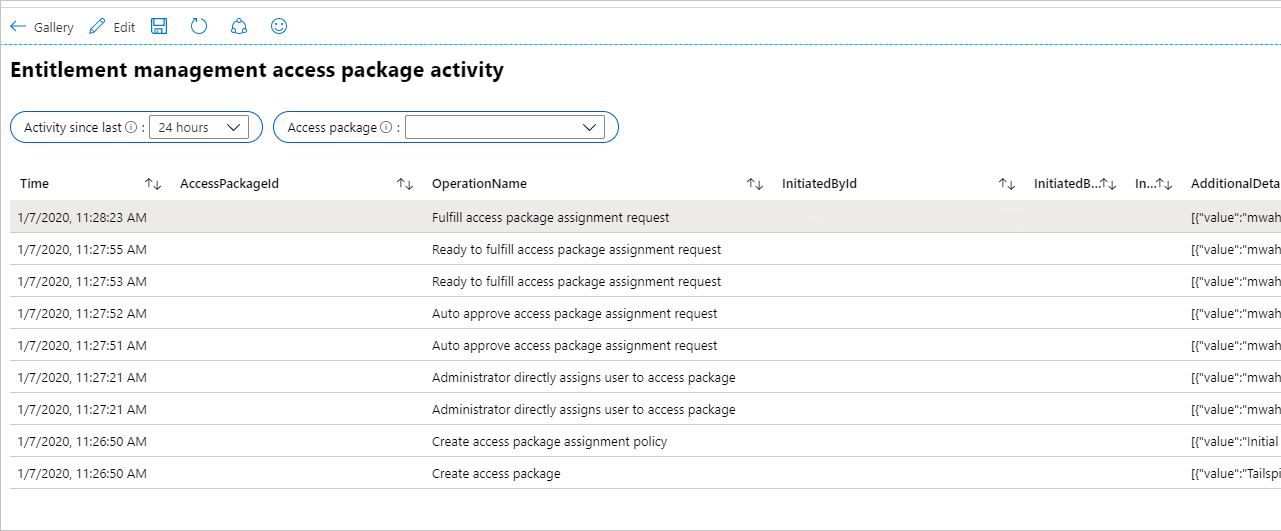 Gallery Edit
Entitlement management access package activity
Activity since last : 24 hours Access package :
Time AccessPackageId OperationName InitiatedById InitiatedB... In... AdditionalDeta
1/7/2020, 11:28:23 AM Fulfill access package assignment request [{"value":"mwah
1/7/2020, 11:27:55 AM Ready to fulfill access package assignment request [{"value":"mwah
1/7/2020, 11:27:53 AM Ready to fulfill access package assignment request [{"value":"mwah
1/7/2020, 11:27:52 AM Auto approve access package assignment request [{"value":"mwah
1/7/2020, 11:27:51 AM Auto approve access package assignment request [{"value":"mwah
1/7/2020, 11:27:21 AM Administrator directly assigns user to access package [{"value":"mwah
1/7/2020, 11:27:21 AM Administrator directly assigns user to access package [{"value":"mwah
1/7/2020, 11:26:50 AM Create access package assignment policy [{"value":"Initial
1/7/2020, 11:26:50 AM Create access package [{"value":"Tailspi